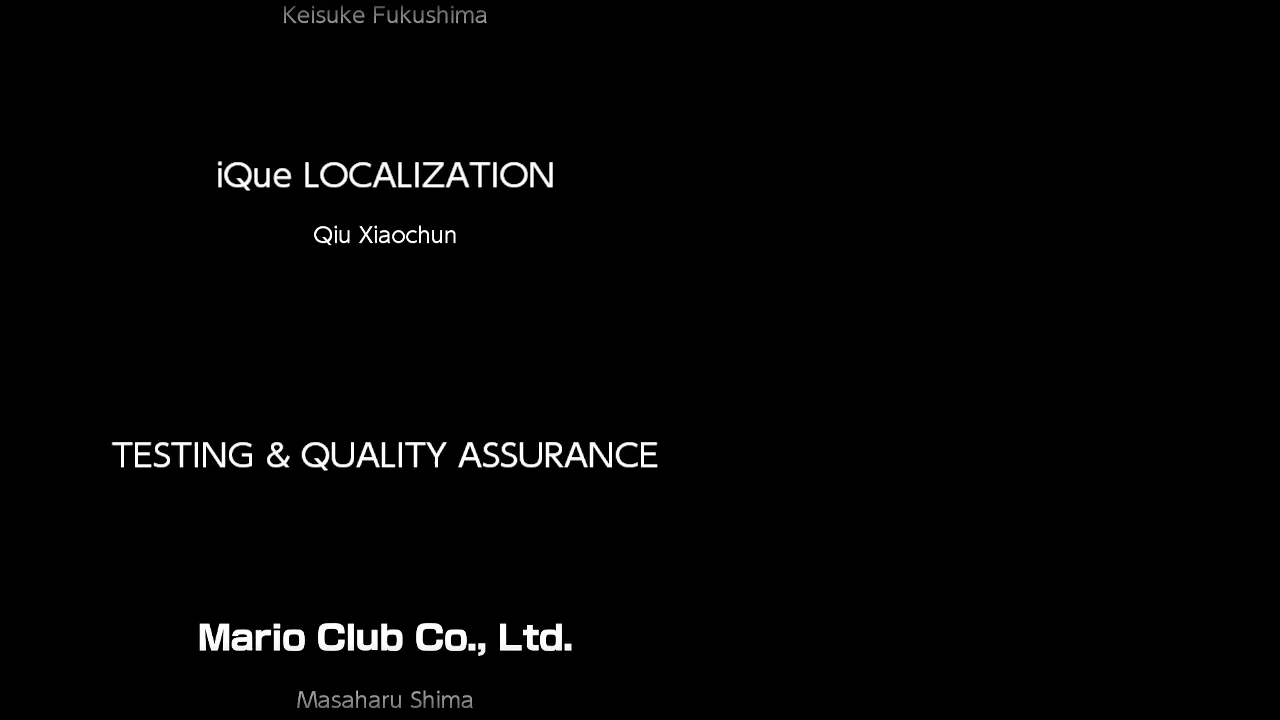 Keisuke Fukushima
iQue LOCALIZATION
Qiu Xiaochun
TESTING & QUALITY ASSURANCE
Mario Club Co., Ltd.
Masaharu Shima